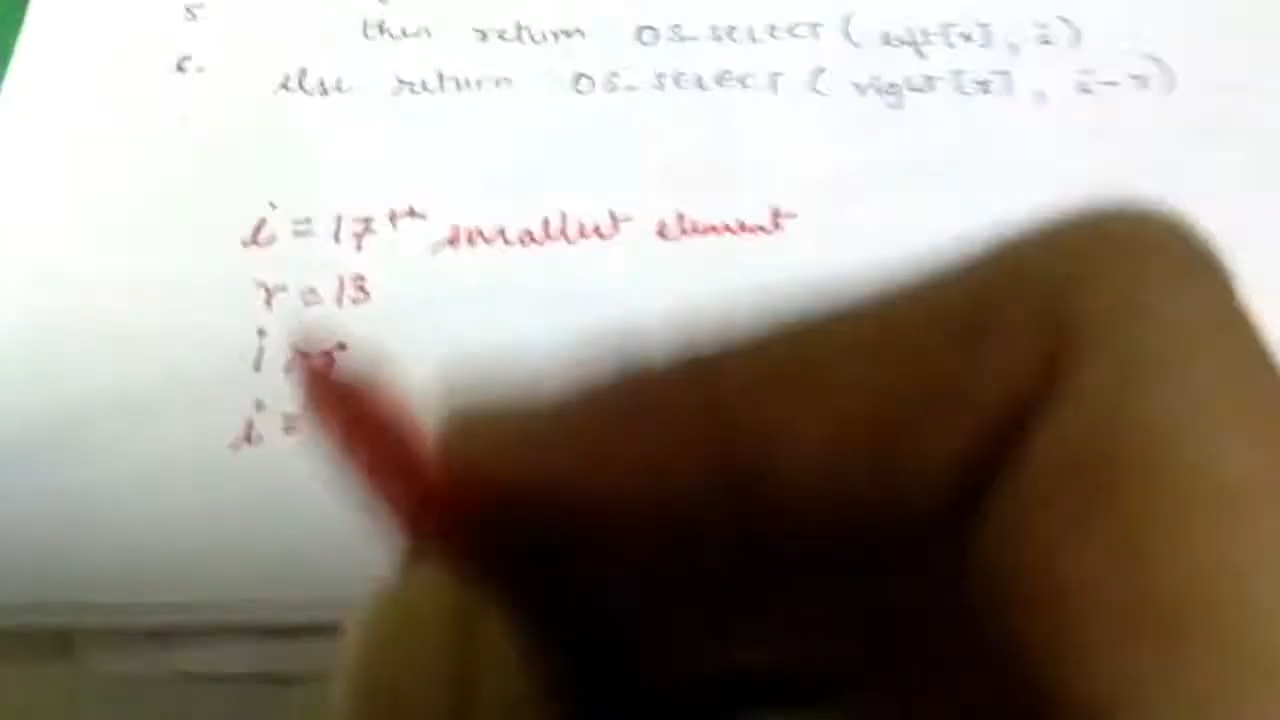 5. then return OS-SELECT ( left[x], i)
6. else return OS-SELECT ( right[x], i-r)
i = 17th smallest element
r = 13
i
i =